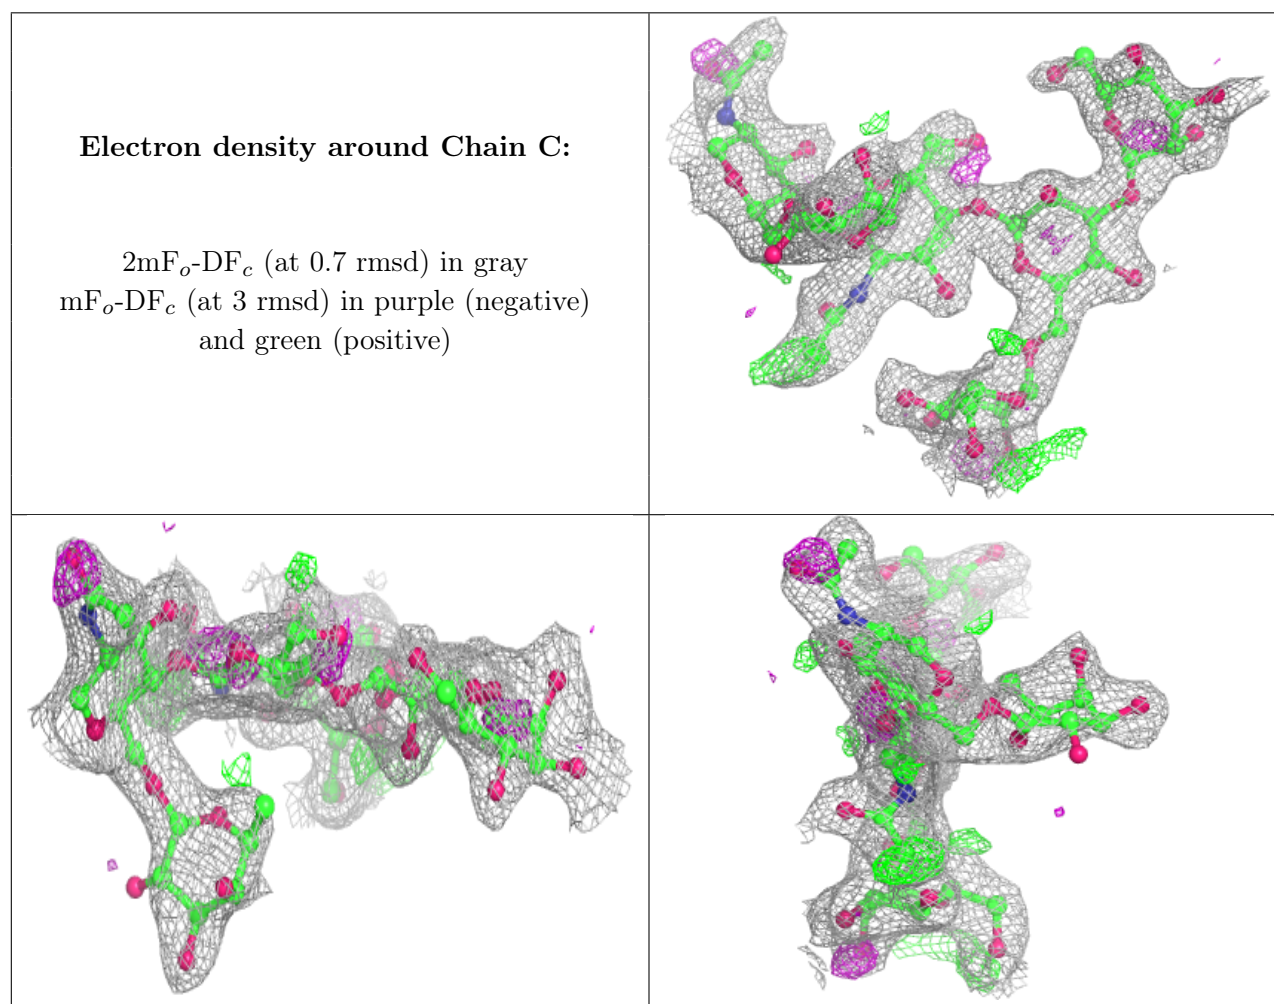 Electron density around Chain C:
2mFo-DFc (at 0.7 rmsd) in gray
mFo-DFc (at 3 rmsd) in purple (negative)
and green (positive)